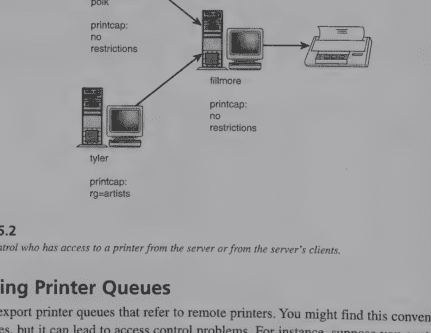 polk
printcap:
no
restrictions
fillmore
printcap:
no
restrictions
tyler
printcap:
rg=artists
5.2
ntrol who has access to a printer from the server or from the server's clients.
ing Printer Queues
export printer queues that refer to remote printers. You might find this conven
es, but it can lead to access control problems. For instance, suppose you